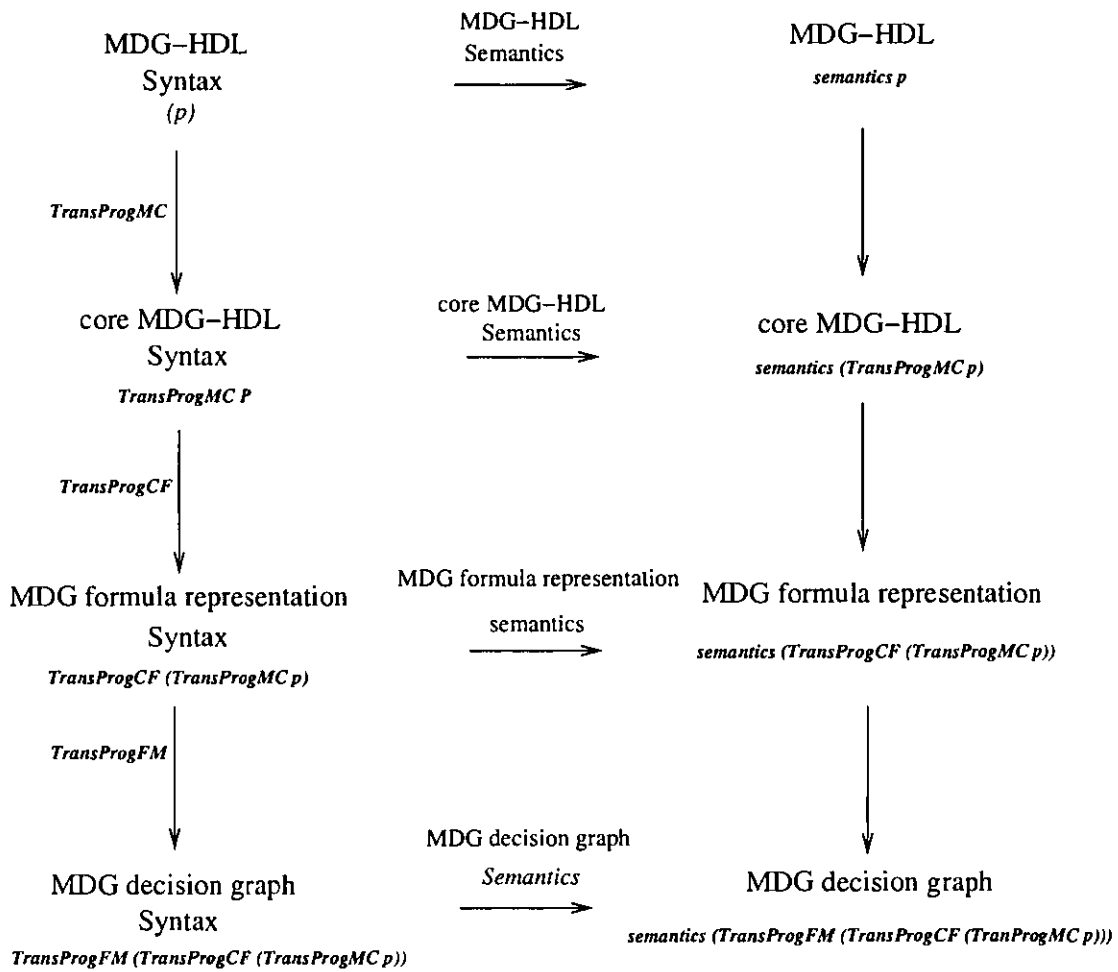 MDG–HDL
Syntax
(p)
MDG–HDL
Semantics
MDG–HDL
semantics p
TransProgMC
core MDG–HDL
Syntax
TransProgMC P
core MDG–HDL
Semantics
core MDG–HDL
semantics (TransProgMC p)
TransProgCF
MDG formula representation
Syntax
TransProgCF (TransProgMC p)
MDG formula representation
semantics
MDG formula representation
semantics (TransProgCF (TransProgMC p))
TransProgFM
MDG decision graph
Syntax
TransProgFM (TransProgCF (TransProgMC p))
MDG decision graph
Semantics
MDG decision graph
semantics (TransProgFM (TransProgCF (TranProgMC p)))